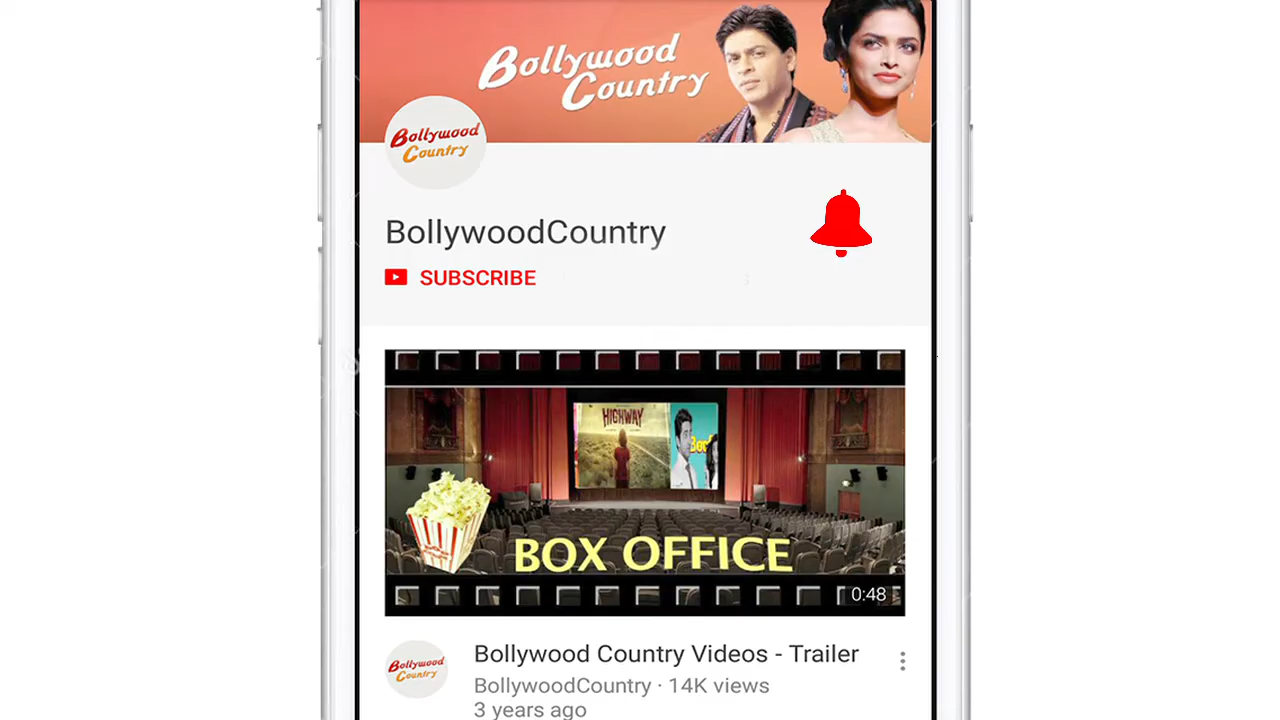 Bollywood
Country
Bollywood
Country
BollywoodCountry
SUBSCRIBE
HIGHWAY
BOX OFFICE
0:48
Bollywood Country Videos - Trailer
Bollywood
Country
BollywoodCountry · 14K views
3 years ago